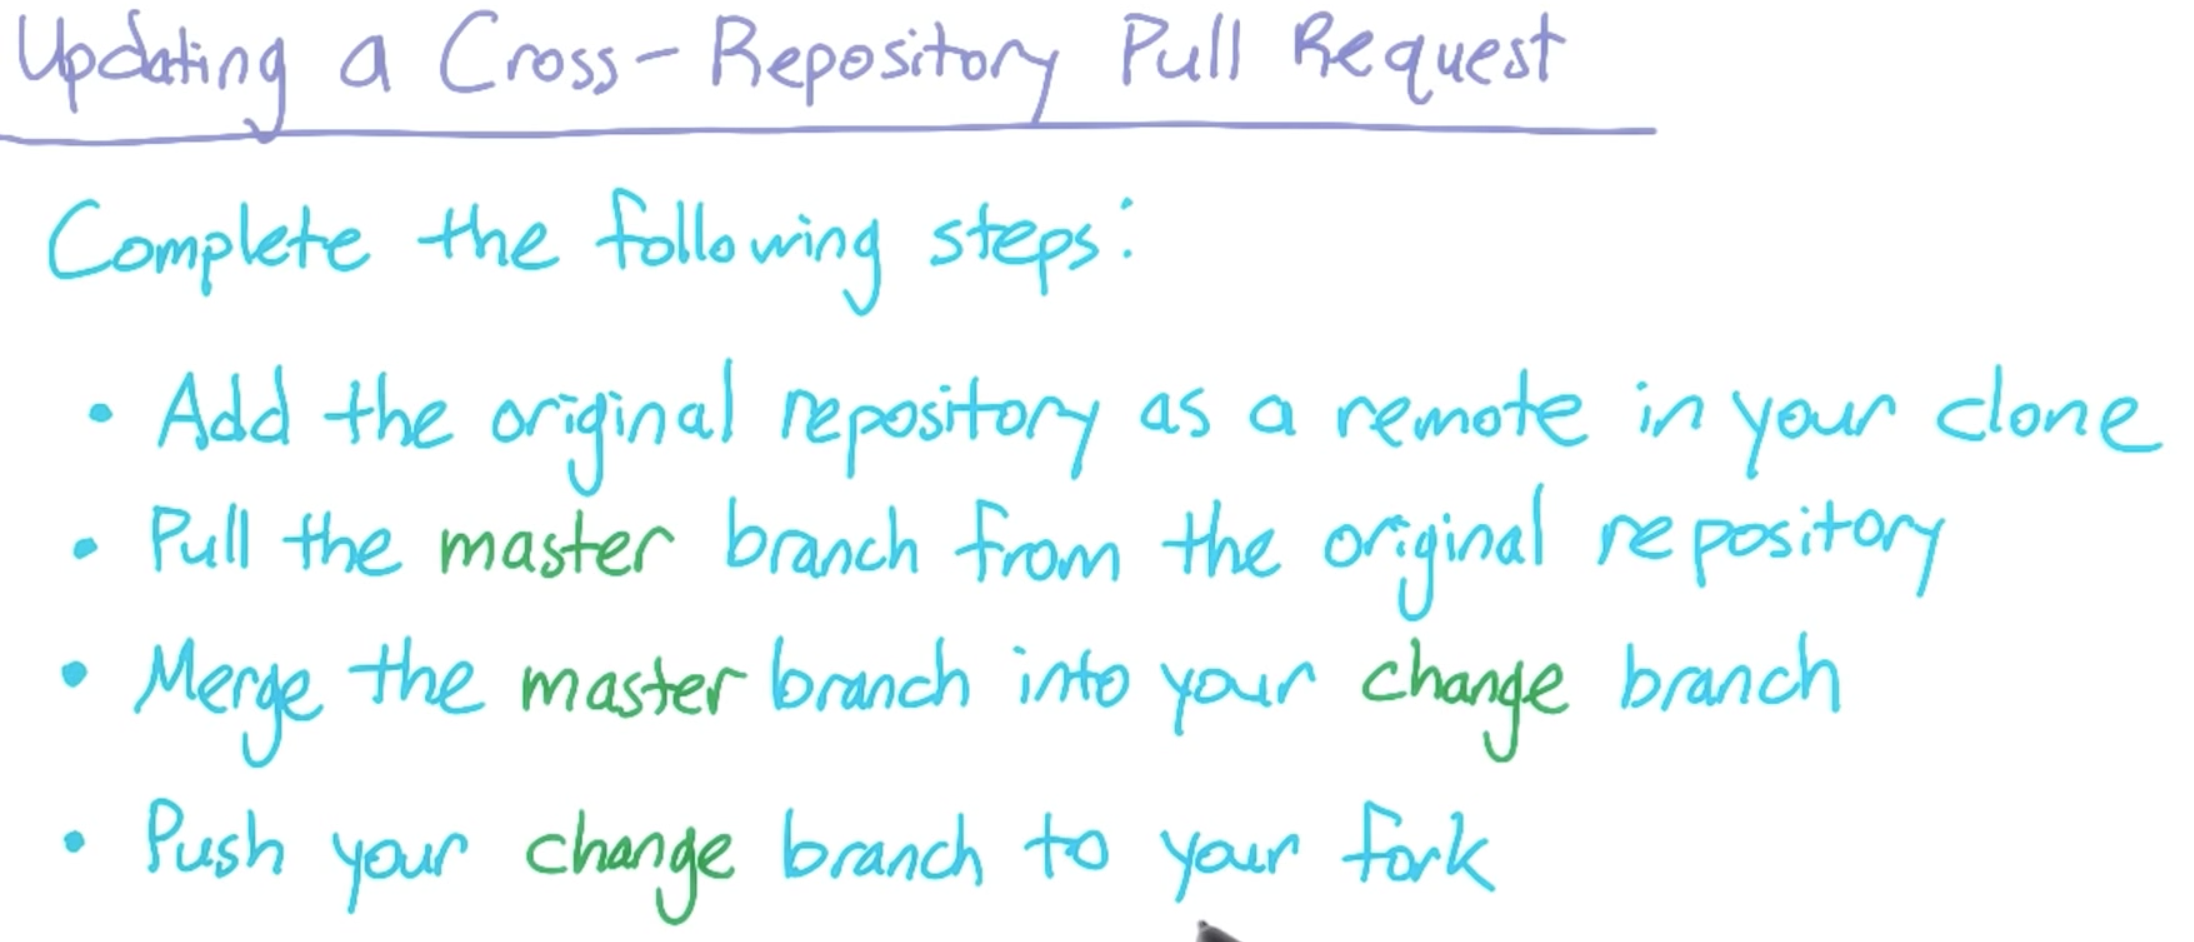 Updating a Cross-Repository Pull Request
Complete the following steps:
• Add the original repository as a remote in your clone
• Pull the master branch from the original repository
• Merge the master branch into your change branch
• Push your change branch to your fork